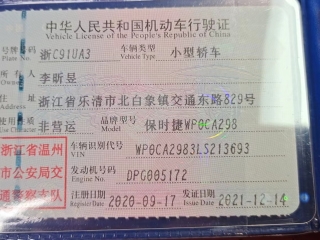 中华人民共和国机动车行驶证
Vehicle License of the People's Republic of China
号牌号码 浙C91UA3 车辆类型 小型轿车
Plate No. Vehicle Type
所有人 李昕昱
Owner
浙江省乐清市北白象镇交通东路829号
非营运 品牌型号 保时捷WP0CA298
Model
车辆识别代号 WP0CA2983LS213693
VIN
浙江省温州
市公安局交
通警察支队
发动机号码 DPG005172
Engine No.
注册日期 2020-09-17 发证日期 2021-12-14
Register Date Issue Date